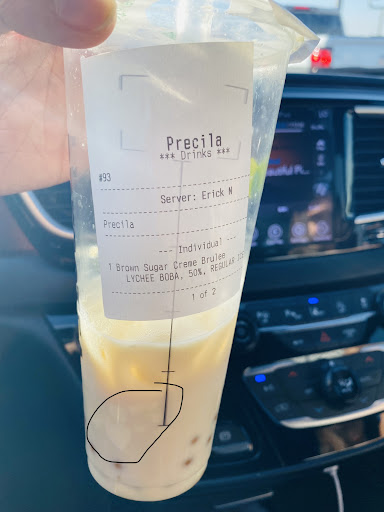 Precila
*** Drinks ***
#93
Server: Erick N
Precila
--- Individual ---
1 Brown Sugar Creme Brulee
LYCHEE BOBA, 50%, REGULAR
1 of 2